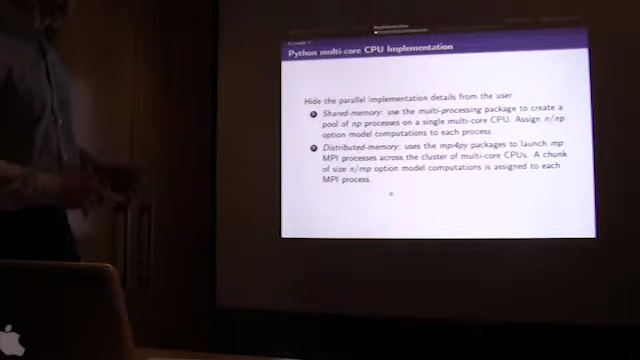 Python multi-core CPU Implementation
Hide the parallel implementation details from the user
Shared-memory: use the multi-processing package to create a
pool of np processes on a single multi-core CPU. Assign n/np
option model computations to each process.
Distributed-memory: uses the mpi4py packages to launch mp
MPI processes across the cluster of multi-core CPUs. A chunk
of size n/mp option model computations is assigned to each
MPI process.